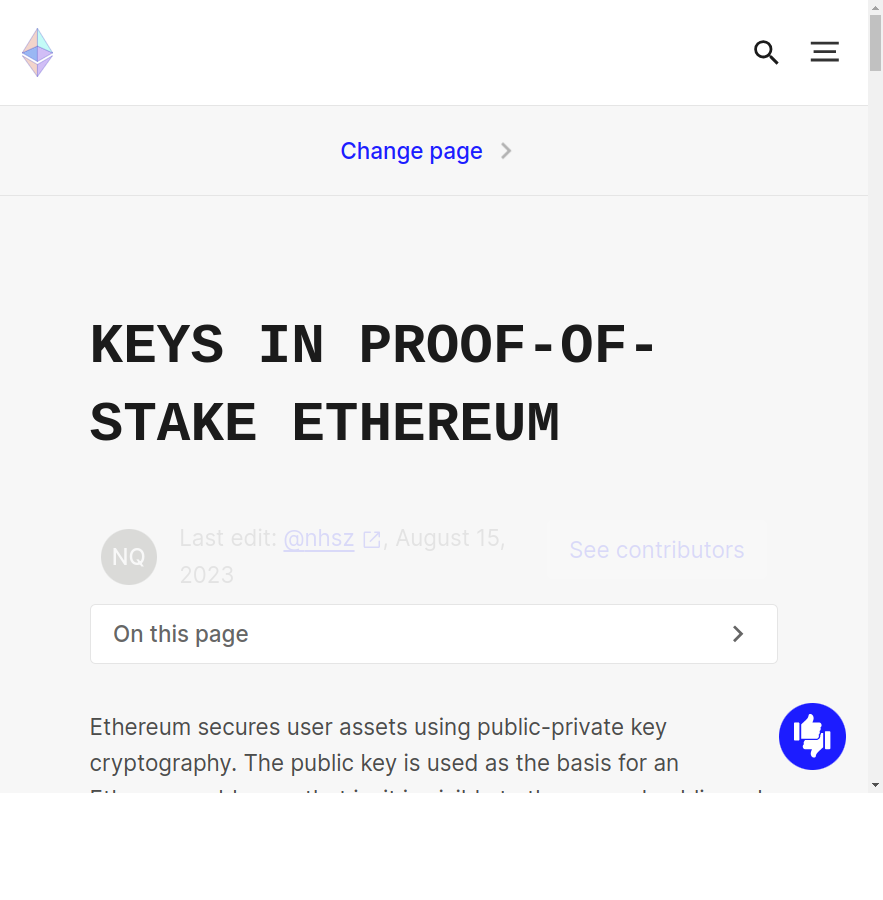 Change page
KEYS IN PROOF-OF-
STAKE ETHEREUM
NQ
Last edit: @nhsz, August 15,
2023
See contributors
On this page
Ethereum secures user assets using public-private key
cryptography. The public key is used as the basis for an